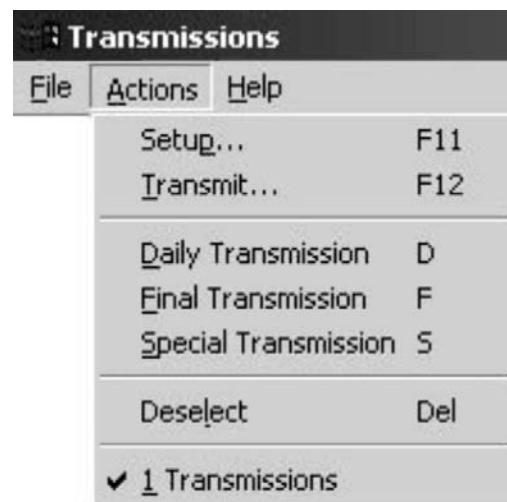 Transmissions
File Actions Help
Setup... F11
Transmit... F12
Daily Transmission D
Final Transmission F
Special Transmission S
Deselect Del
✔ 1 Transmissions